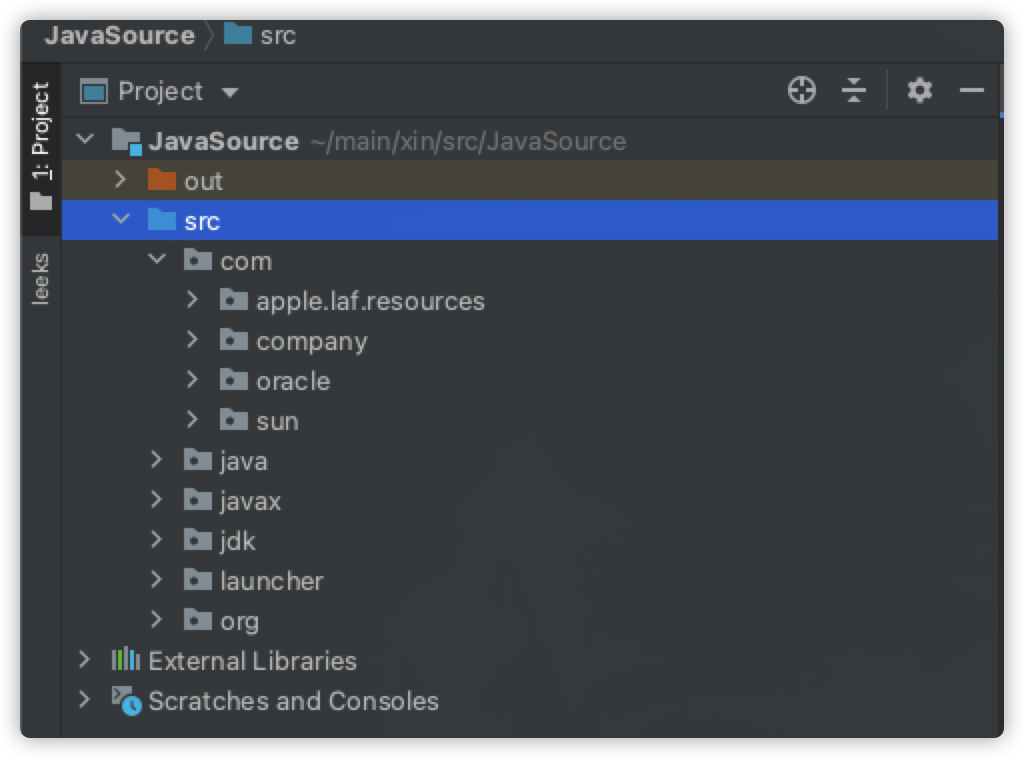 JavaSource src
Project
1: Project
leeks
JavaSource ~/main/xin/src/JavaSource
out
src
com
apple.laf.resources
company
oracle
sun
java
javax
jdk
launcher
org
External Libraries
Scratches and Consoles